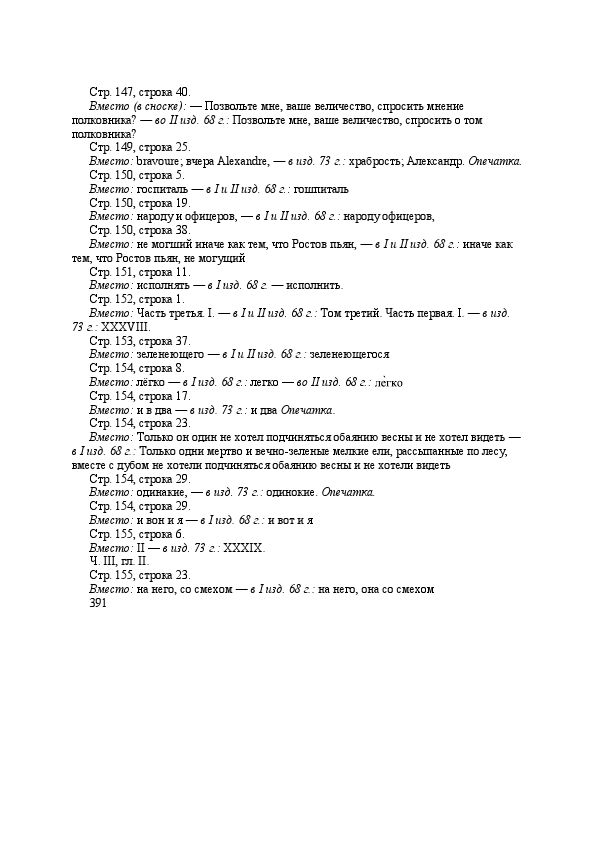 Стр. 147, строка 40.
Вместо (в сноске): — Позвольте мне, ваше величество, спросить мнение
полковника? — во II изд. 68 г.: Позвольте мне, ваше величество, спросить о том
полковника?
Стр. 149, строка 25.
Вместо: bravoure; вчера Alexandre, — в изд. 73 г.: храбрость; Александр. Опечатка.
Стр. 150, строка 5.
Вместо: госпиталь — в I и II изд. 68 г.: гошпиталь
Стр. 150, строка 19.
Вместо: народу и офицеров, — в I и II изд. 68 г.: народу офицеров,
Стр. 150, строка 38.
Вместо: не могший иначе как тем, что Ростов пьян, — в I и II изд. 68 г.: иначе как
тем, что Ростов пьян, не могущий
Стр. 151, строка 11.
Вместо: исполнять — в I изд. 68 г. — исполнить.
Стр. 152, строка 1.
Вместо: Часть третья. I. — в I и II изд. 68 г.: Том третий. Часть первая. I. — в изд.
73 г.: XXXVIII.
Стр. 153, строка 37.
Вместо: зеленеющего — в I и II изд. 68 г.: зеленеющегося
Стр. 154, строка 8.
Вместо: лёгко — в I изд. 68 г.: легко — во II изд. 68 г.: лѐгко
Стр. 154, строка 17.
Вместо: и в два — в изд. 73 г.: и два Опечатка.
Стр. 154, строка 23.
Вместо: Только он один не хотел подчиняться обаянию весны и не хотел видеть —
в I изд. 68 г.: Только одни мертво и вечно-зеленые мелкие ели, рассыпанные по лесу,
вместе с дубом не хотели подчиняться обаянию весны и не хотели видеть
Стр. 154, строка 29.
Вместо: одинакие, — в изд. 73 г.: одинокие. Опечатка.
Стр. 154, строка 29.
Вместо: и вон и я — в I изд. 68 г.: и вот и я
Стр. 155, строка 6.
Вместо: II — в изд. 73 г.: XXXIX.
Ч. III, гл. II.
Стр. 155, строка 23.
Вместо: на него, со смехом — в I изд. 68 г.: на него, она со смехом
391